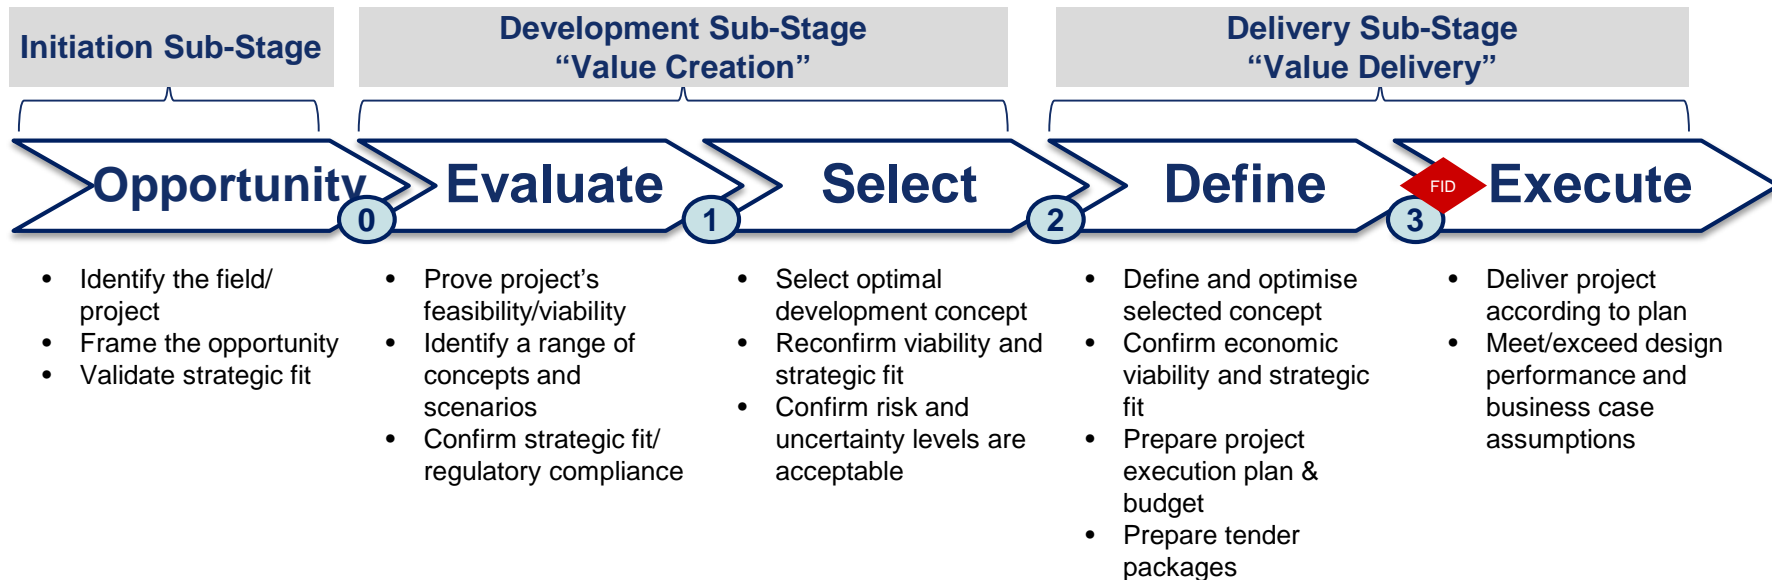 Initiation Sub-Stage
Development Sub-Stage
“Value Creation”
Delivery Sub-Stage
“Value Delivery”
Opportunity
0
Evaluate
1
Select
2
Define
3
FID
Execute
• Identify the field/
project
• Frame the opportunity
• Validate strategic fit
• Prove project’s
feasibility/viability
• Identify a range of
concepts and
scenarios
• Confirm strategic fit/
regulatory compliance
• Select optimal
development concept
• Reconfirm viability and
strategic fit
• Confirm risk and
uncertainty levels are
acceptable
• Define and optimise
selected concept
• Confirm economic
viability and strategic
fit
• Prepare project
execution plan &
budget
• Prepare tender
packages
• Deliver project
according to plan
• Meet/exceed design
performance and
business case
assumptions